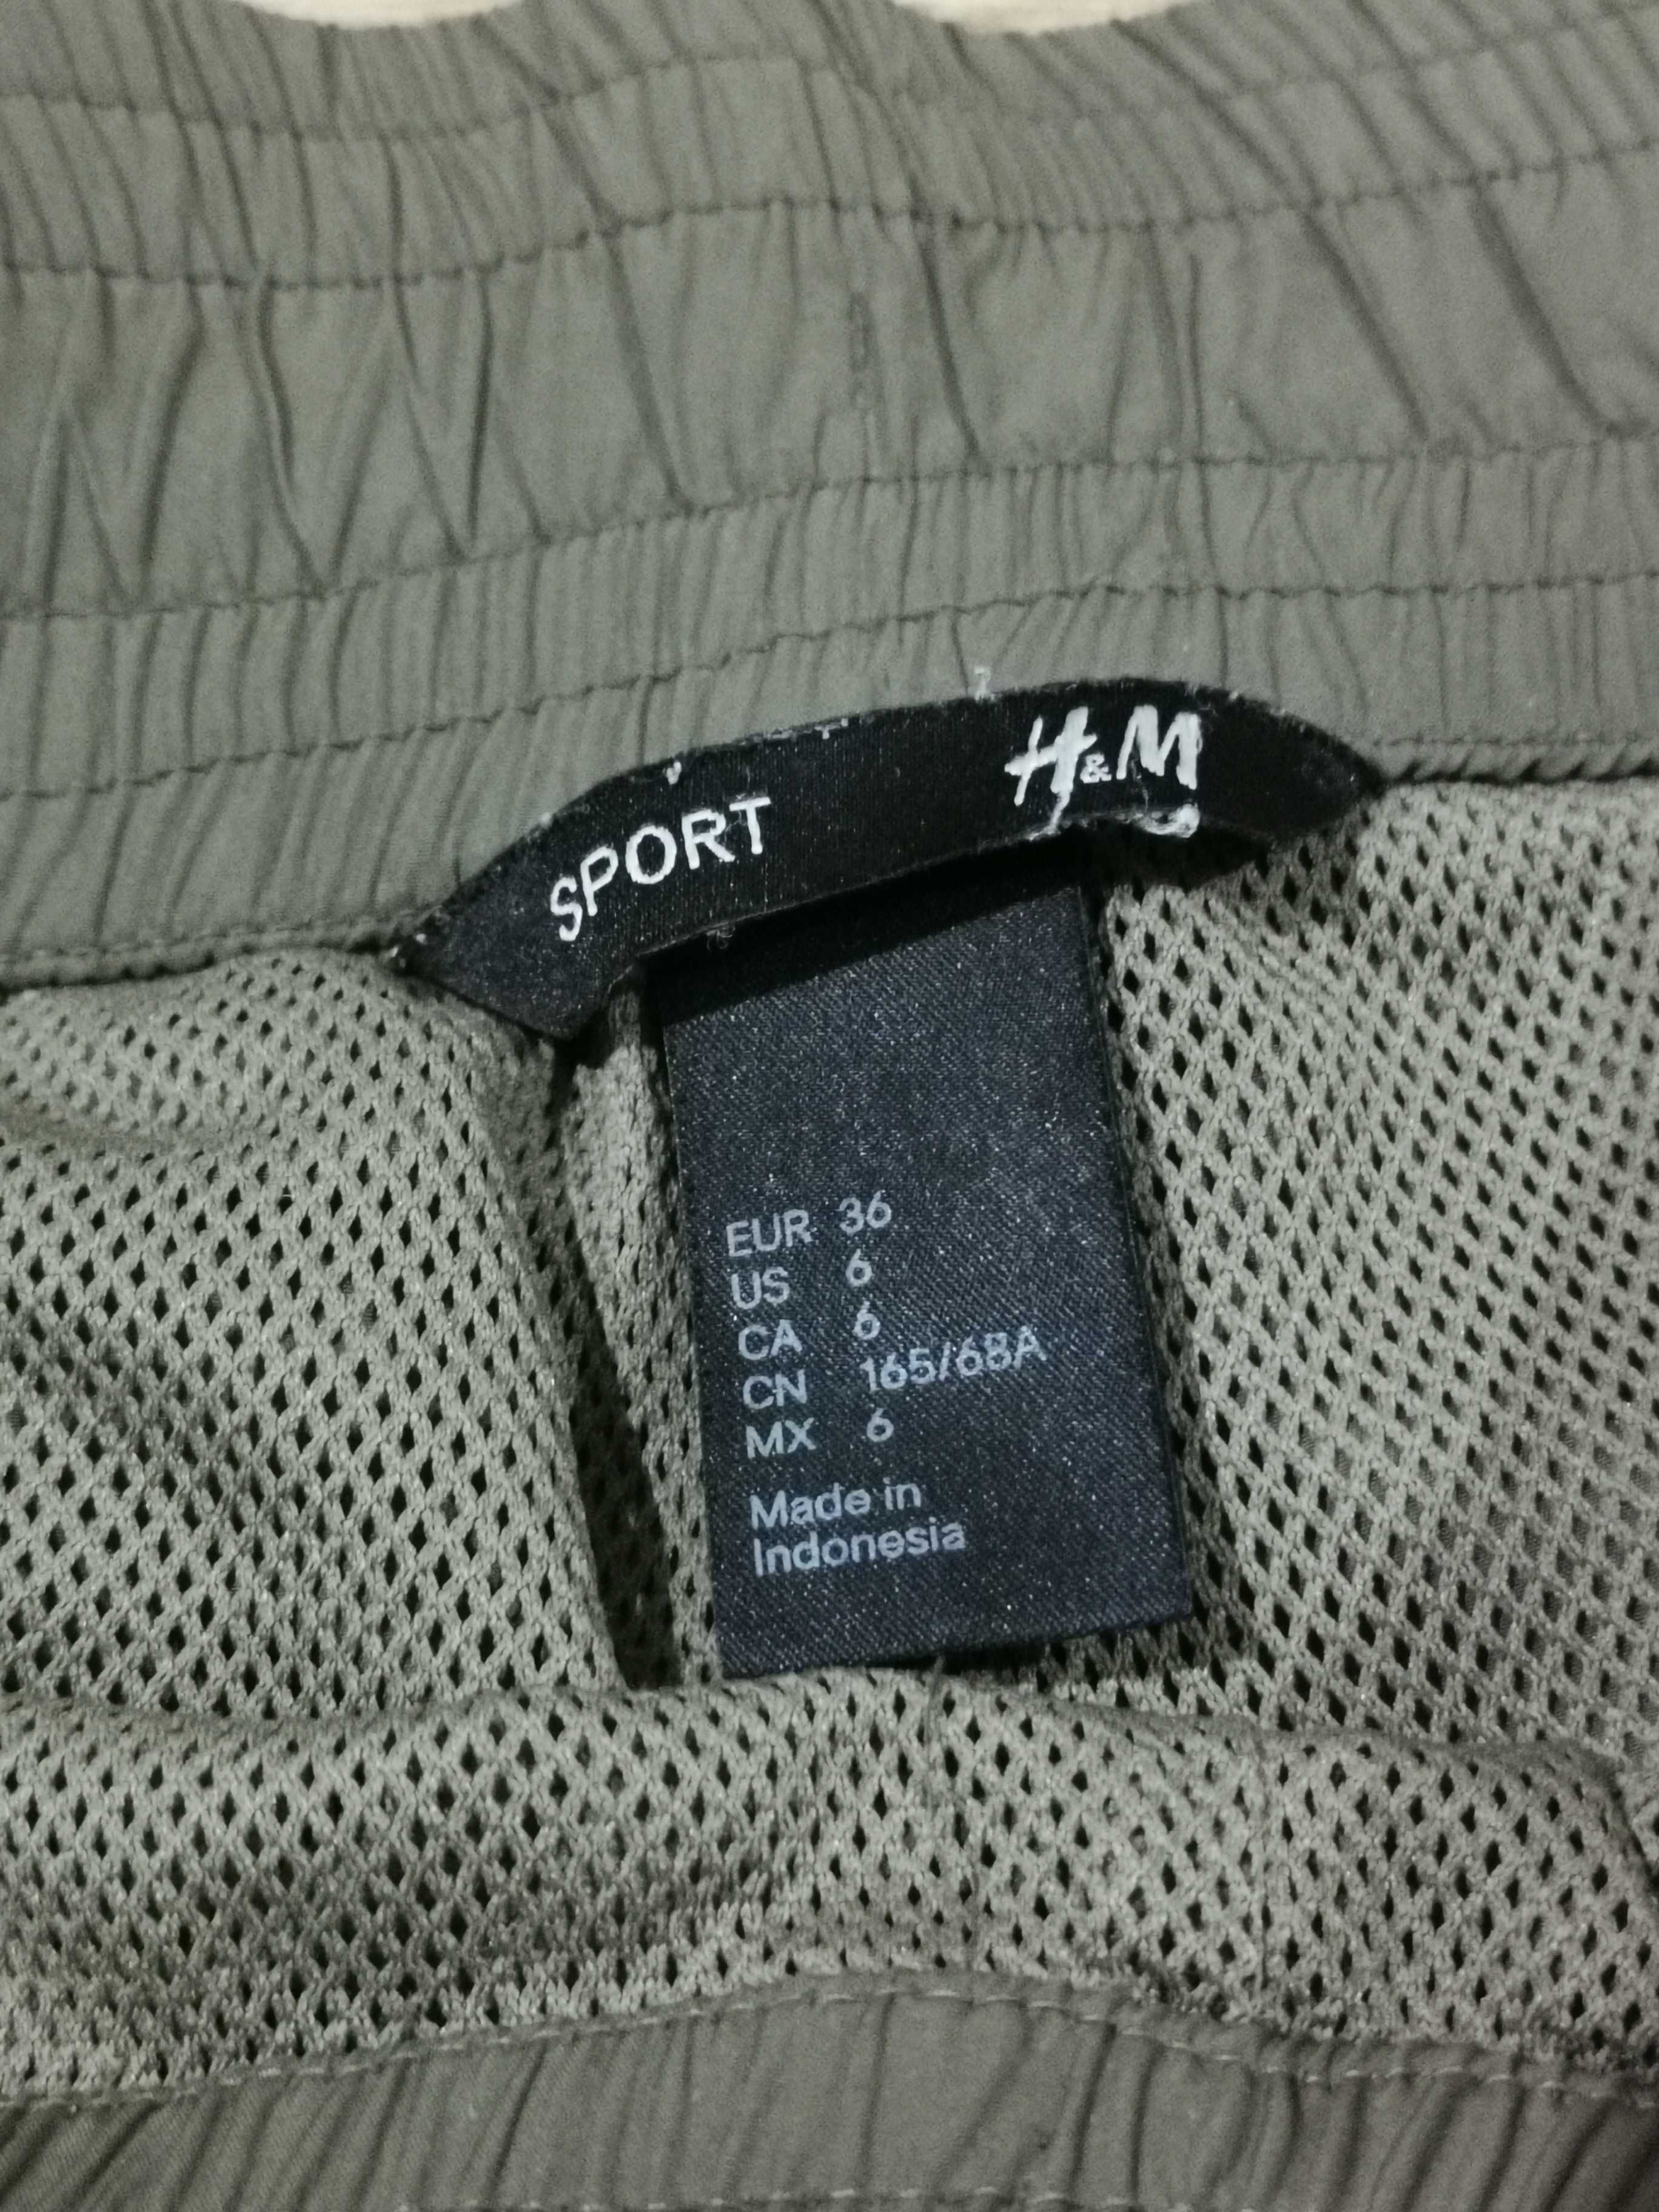 SPORT H&M
EUR 36
US 6
CA 6
CN 165/68A
MX 6
Made in
Indonesia